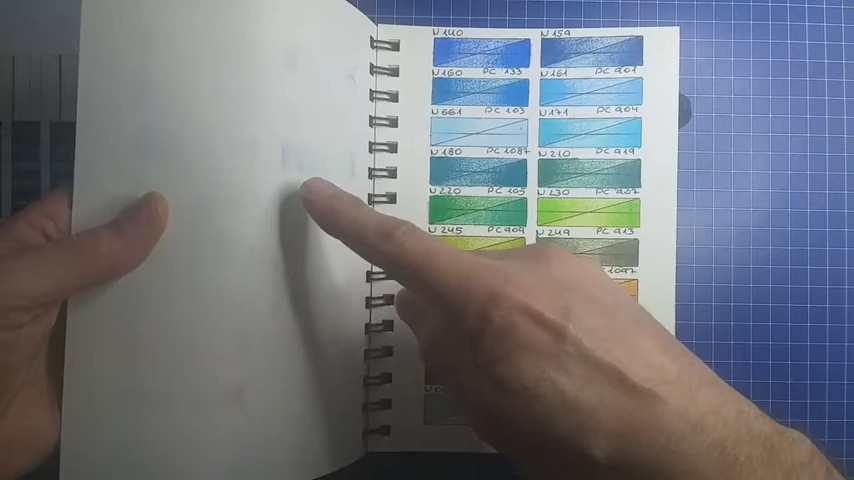 N 140 N 159
N 160 PC 133 N 161 PC 901
N 661 PC 103 N 171 PC 904
N 180 PC 1087 N 210 PC 919
N 220 PC 105 N 230 PC 907
N 245 PC 909 N 249 PC 913
1097